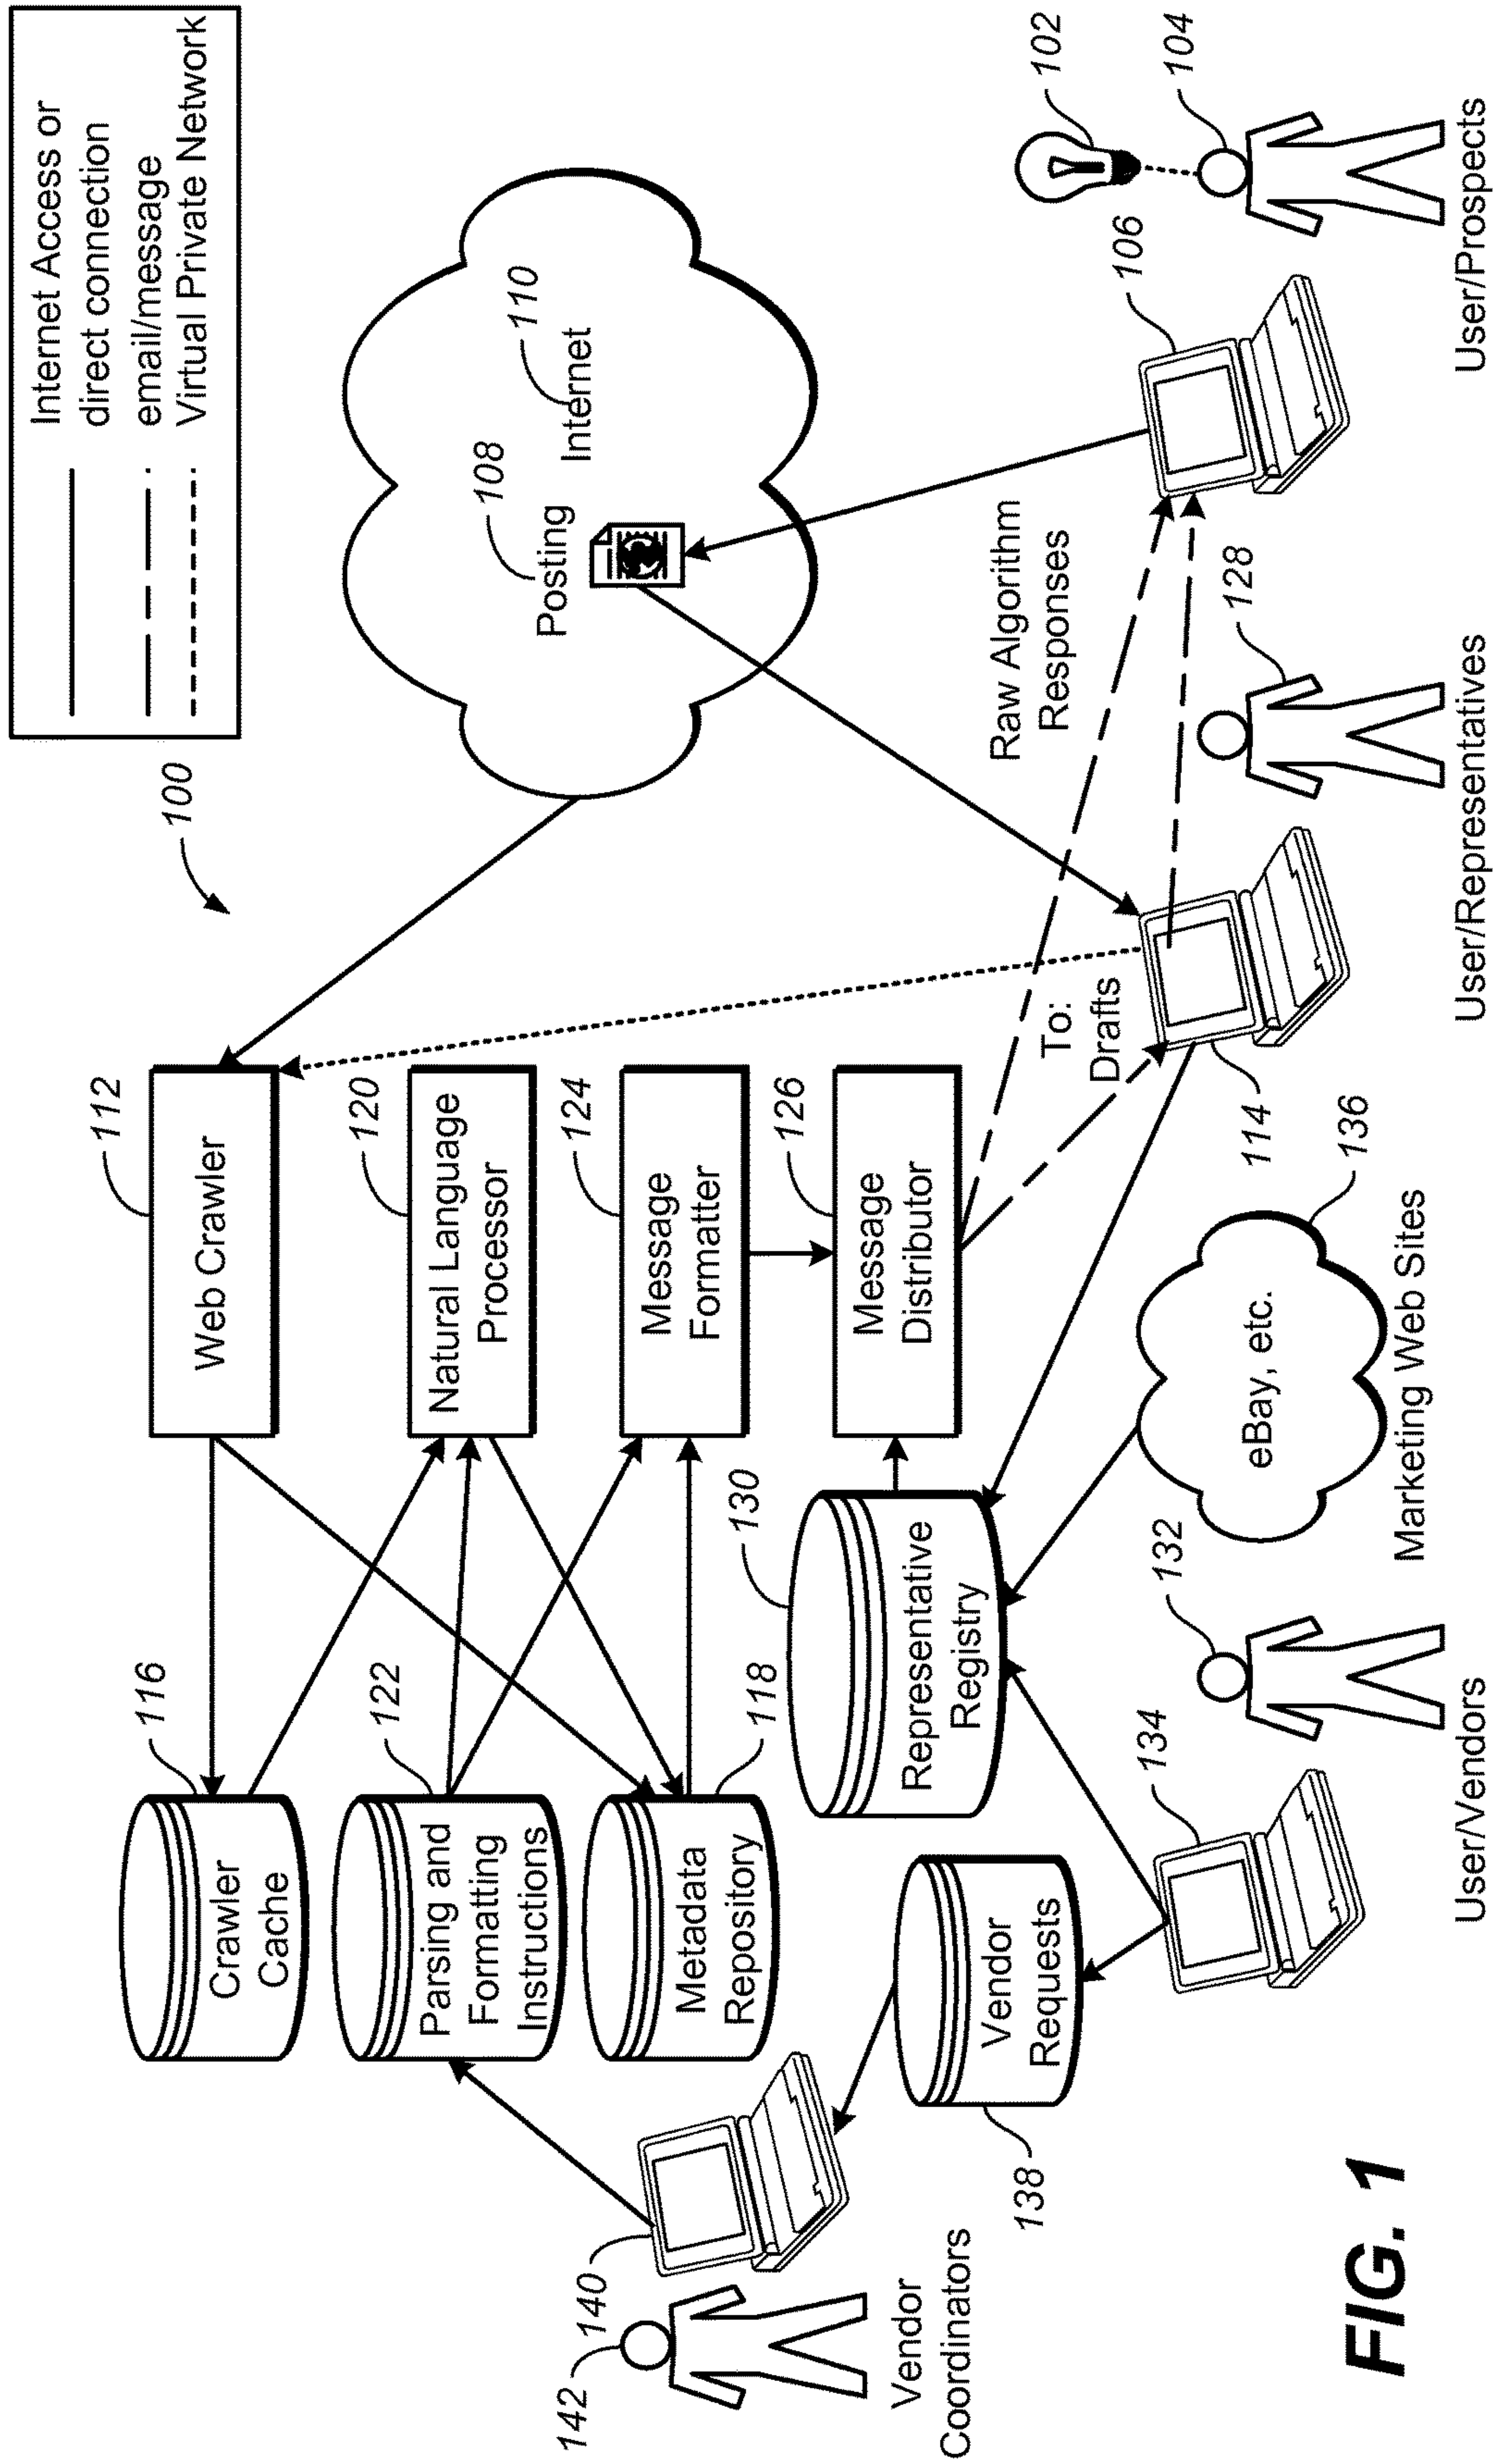 Internet Access or
direct connection
email/message
Virtual Private Network
100
Crawler
Cache
116
Web Crawler
112
Parsing and
Formatting
Instructions
122
Natural Language
Processor
120
Posting
108
Internet
110
Metadata
Repository
118
Message
Formatter
124
Message
Distributor
126
Representative
Registry
130
Vendor
Requests
138
142
140
Vendor
Coordinators
To:
Drafts
Raw Algorithm
Responses
102
104
106
128
114
eBay, etc.
136
Marketing Web Sites
132
134
User/Vendors
User/Representatives
User/Prospects
FIG. 1